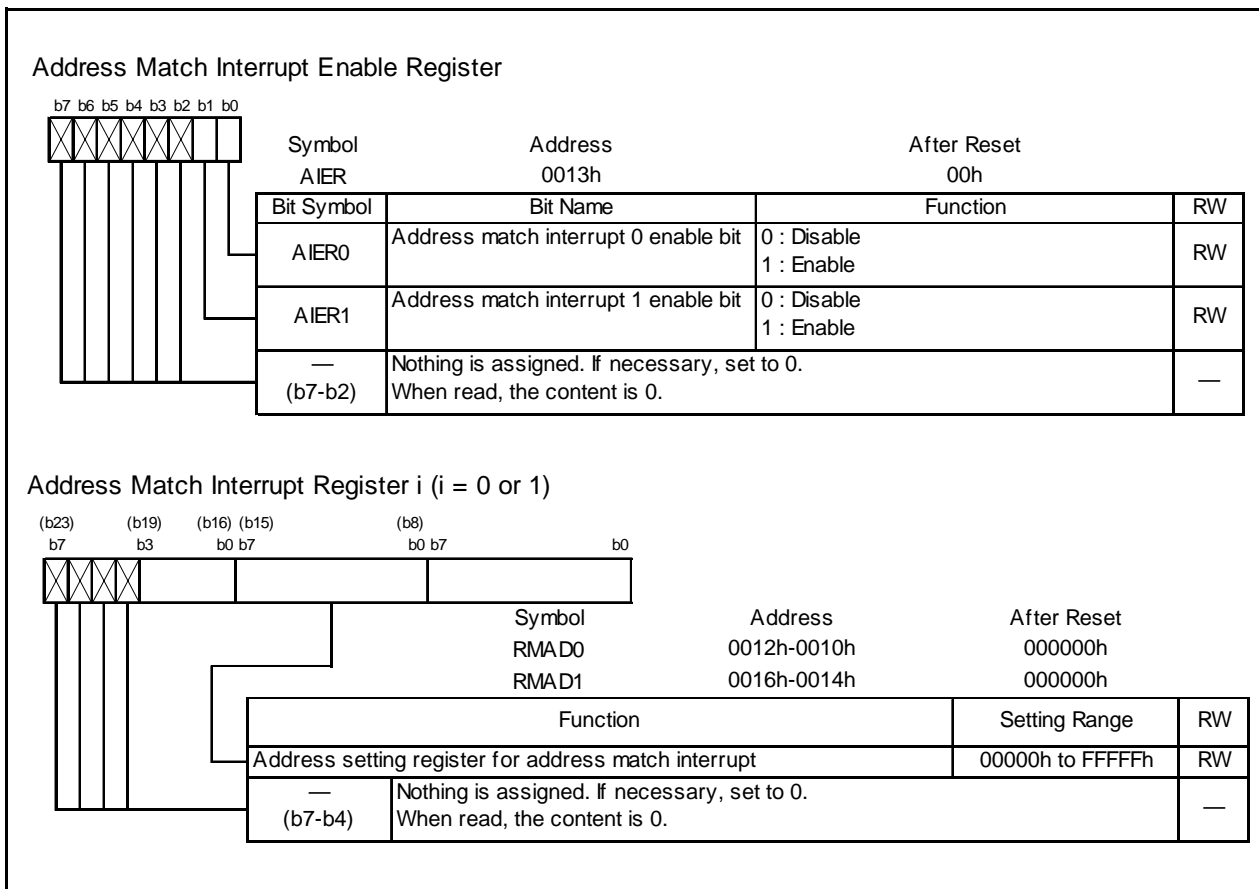 Address Match Interrupt Enable Register
b7 b6 b5 b4 b3 b2 b1 b0
Symbol Address After Reset
AIER 0013h 00h
Bit Symbol Bit Name Function RW
AIER0 Address match interrupt 0 enable bit 0 : Disable RW
1 : Enable
AIER1 Address match interrupt 1 enable bit 0 : Disable RW
1 : Enable
— Nothing is assigned. If necessary, set to 0. —
(b7-b2) When read, the content is 0.
Address Match Interrupt Register i (i = 0 or 1)
(b23) (b19) (b16) (b15) (b8)
b7 b3 b0 b7 b0 b7 b0
Symbol Address After Reset
RMAD0 0012h-0010h 000000h
RMAD1 0016h-0014h 000000h
Function Setting Range RW
Address setting register for address match interrupt 00000h to FFFFFh RW
— Nothing is assigned. If necessary, set to 0. —
(b7-b4) When read, the content is 0.